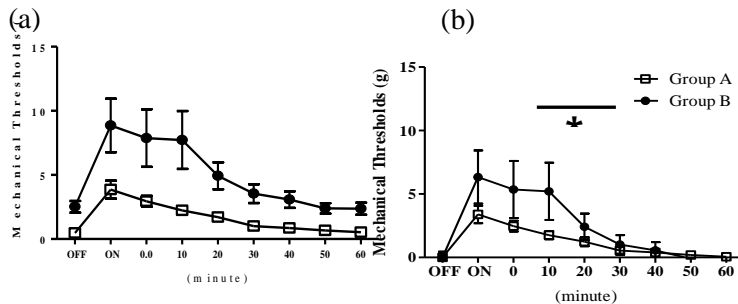 (a)
Mechanical Thresholds
15
10
5
0
OFF ON 0.0 10 20 30 40 50 60
(minute)
(b)
Mechanical Thresholds (g)
15
10
5
0
OFF ON 0 10 20 30 40 50 60
(minute)
Group A
Group B
*